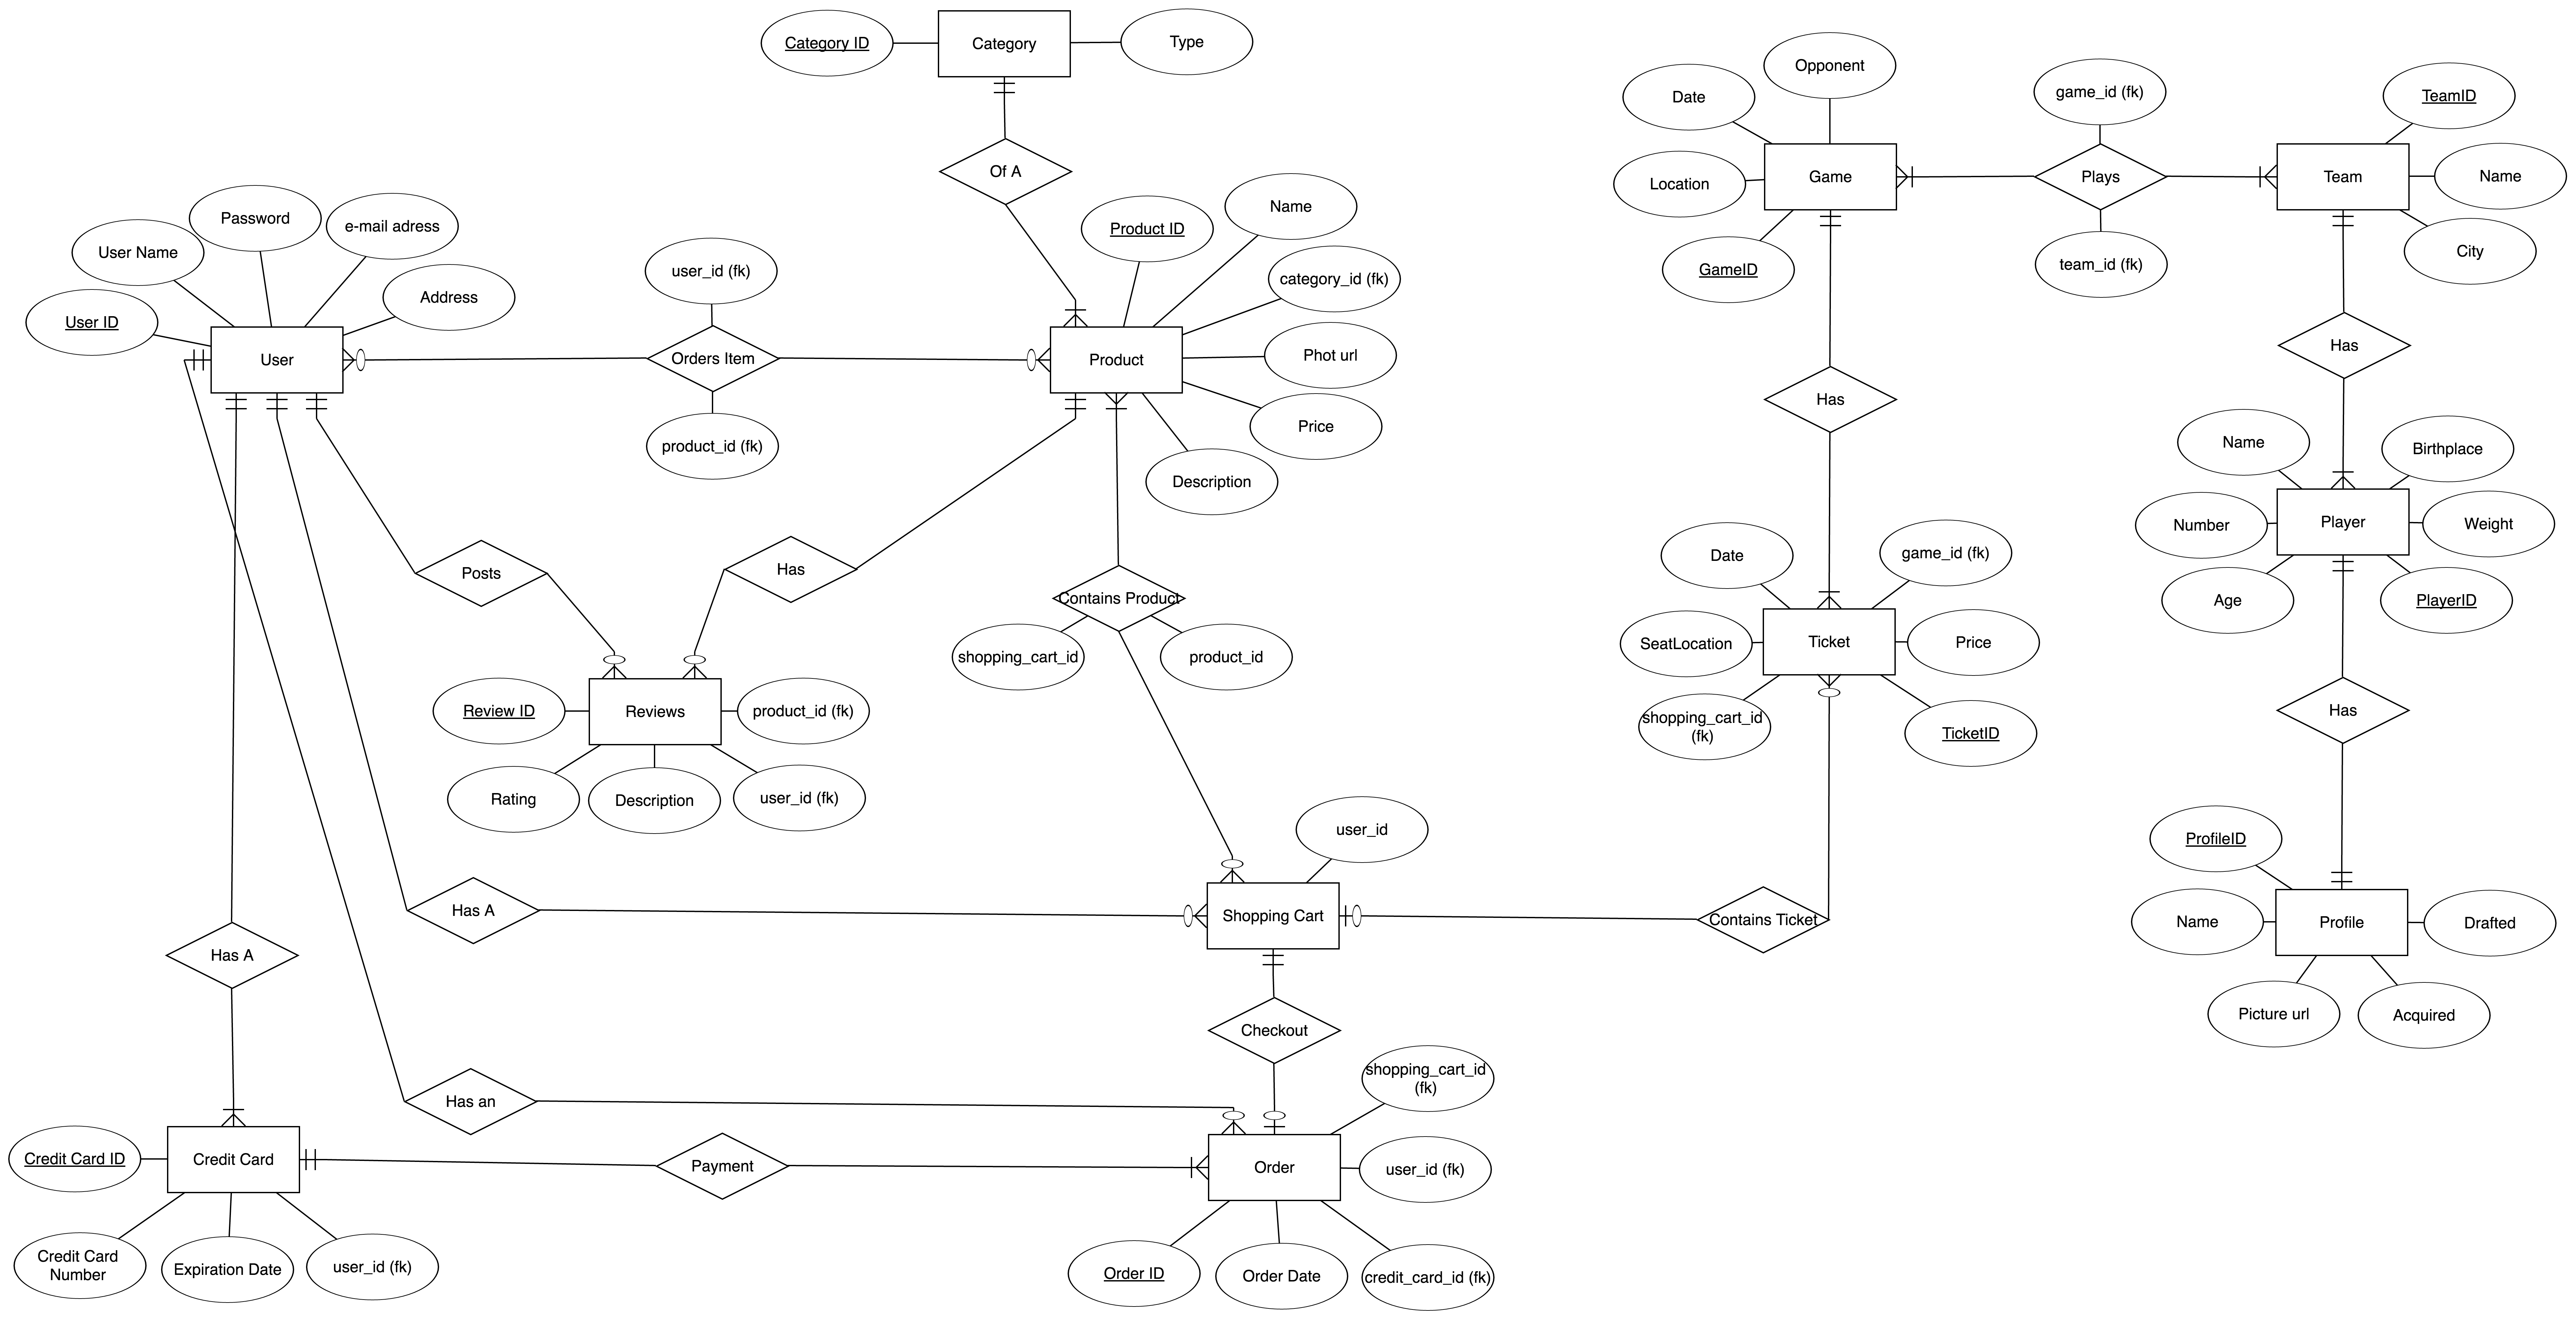 Category ID
Category
Type
Of A
User Name
Password
e-mail adress
Address
User ID
User
user_id (fk)
Orders Item
product_id (fk)
Product ID
Name
category_id (fk)
Phot url
Price
Description
Product
Posts
Has
Contains Product
shopping_cart_id
product_id
Review ID
Reviews
product_id (fk)
Rating
Description
user_id (fk)
user_id
Has A
Shopping Cart
Contains Ticket
Has A
Checkout
Has an
shopping_cart_id
(fk)
Credit Card ID
Credit Card
Payment
Order
user_id (fk)
Credit Card
Number
Expiration Date
user_id (fk)
Order ID
Order Date
credit_card_id (fk)
Opponent
Date
Location
Game
GameID
game_id (fk)
Plays
team_id (fk)
TeamID
Team
Name
City
Has
Has
Date
game_id (fk)
SeatLocation
Ticket
Price
shopping_cart_id
(fk)
TicketID
Name
Birthplace
Number
Player
Weight
Age
PlayerID
Has
ProfileID
Name
Profile
Drafted
Picture url
Acquired